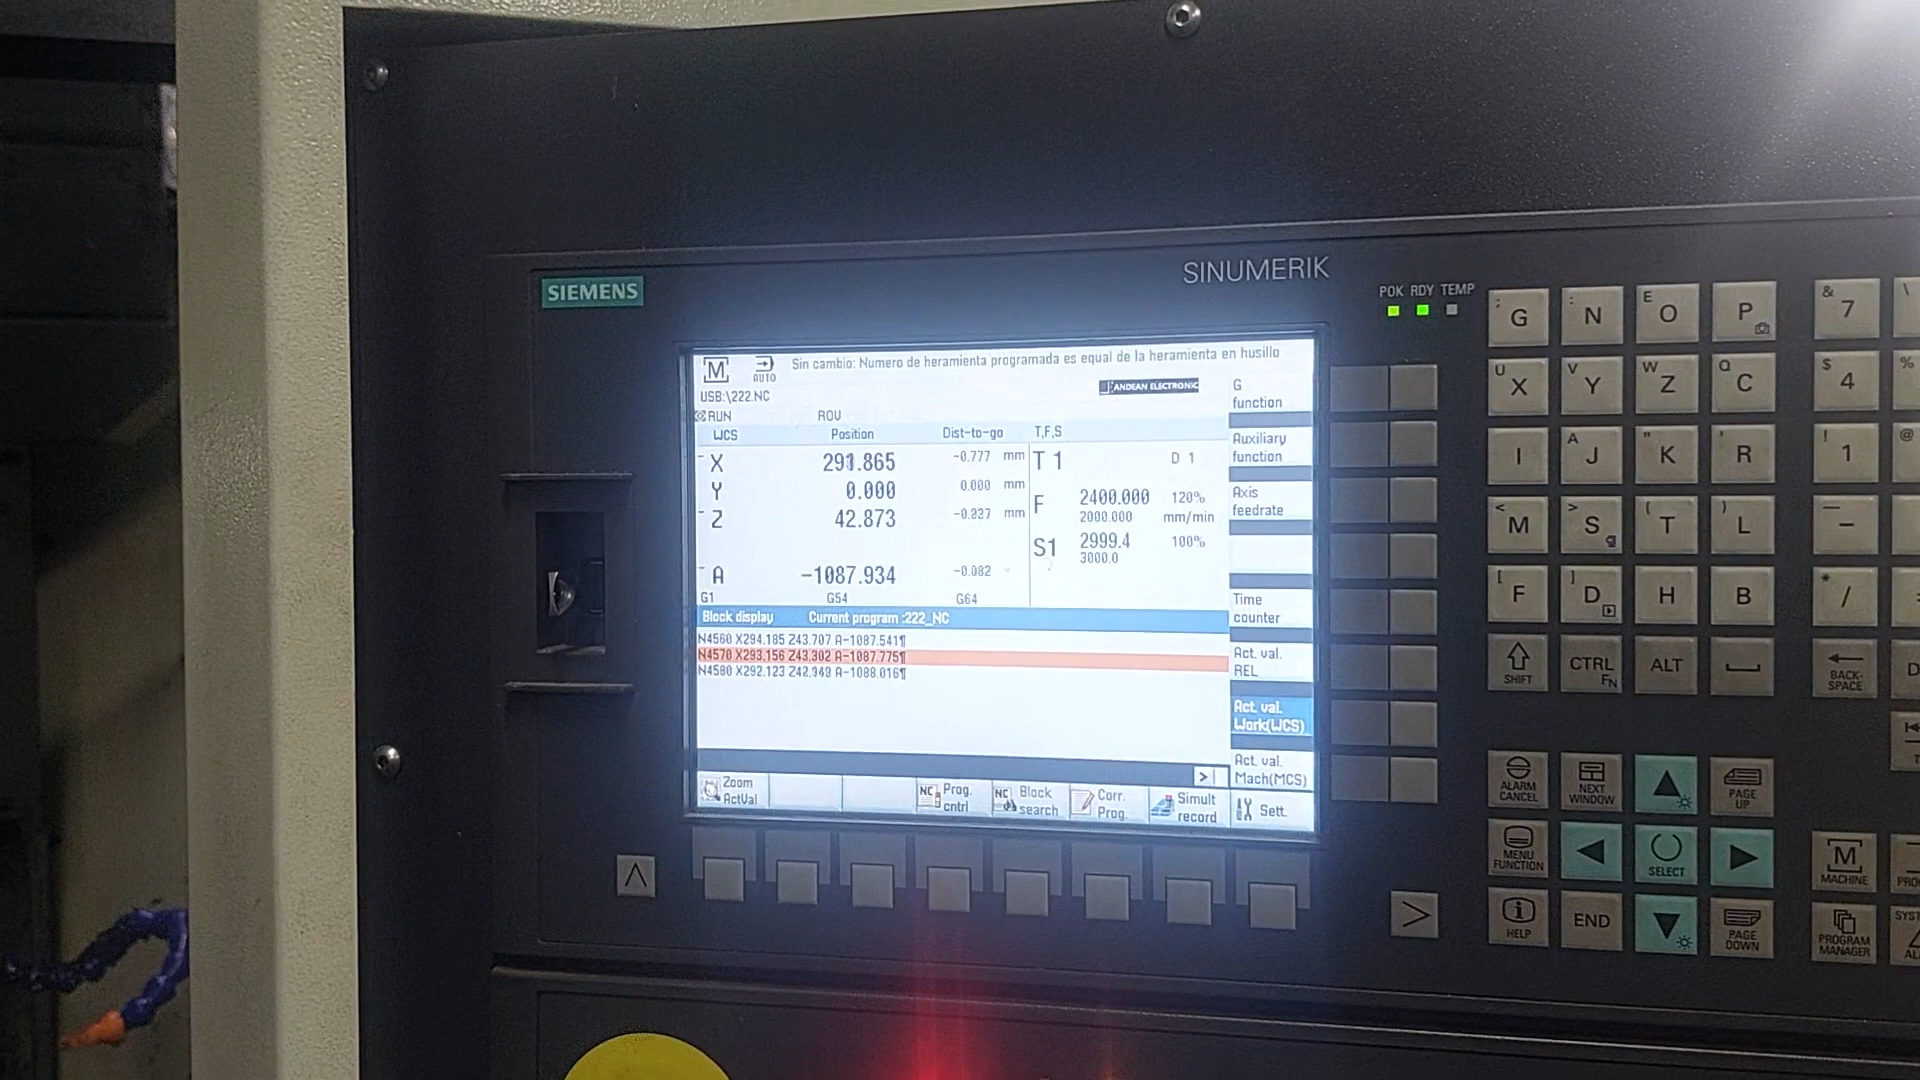 SIEMENS
SINUMERIK
POK RDY TEMP
M AUTO Sin cambio: Numero de heramienta programada es equal de la heramienta en husillo
USB:\222.NC
ANDEAN ELECTRONIC
RUN ROV
WCS Position Dist-to-go T,F,S
X -0.777 mm T 1 D 1
Y 0.000 0.000 mm
F 2400.000 120%
2000.000 mm/min
Z 42.873 -0.227 mm
S1 2999.4 100%
3000.0
A -1087.934 -0.082
G1 G54 G64
Block display Current program :222_NC
N4560 X294.185 Z43.707 A-1087.541¶
N4570 X293.156 Z43.302 A-1087.775¶
N4580 X292.123 A-1088.016¶
G function
Auxiliary function
Axis feedrate
Time counter
Act. val. REL
Act. val. Work(WCS)
Act. val. Mach(MCS)
Zoom ActVal
NC Prog. cntrl
NC Block search
Corr. Prog.
Simult record
Sett.
; G : N E O P & 7 \
U X V Y W Z Q C $ 4 %
I A J " K ' R ! 1 @
< M > S ( T ) L — –
[ F ] D H B * / =
SHIFT CTRL FN ALT BACK-SPACE D
ALARM CANCEL NEXT WINDOW PAGE UP
MENU FUNCTION SELECT M MACHINE
HELP END PAGE DOWN PROGRAM MANAGER